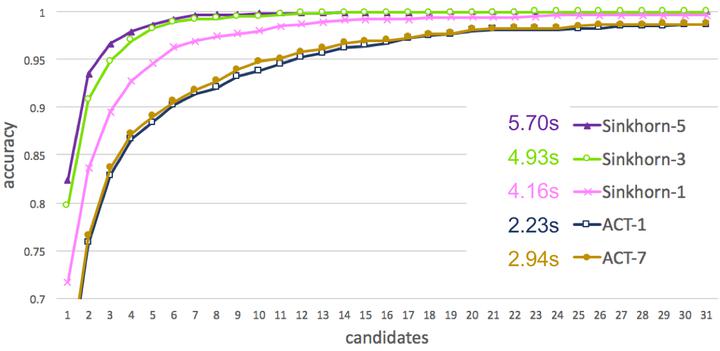 1
0.95
0.9
0.85
0.8
0.75
0.7
accuracy
5.70s Sinkhorn-5
4.93s Sinkhorn-3
4.16s Sinkhorn-1
2.23s ACT-1
2.94s ACT-7
1 2 3 4 5 6 7 8 9 10 11 12 13 14 15 16 17 18 19 20 21 22 23 24 25 26 27 28 29 30 31
candidates